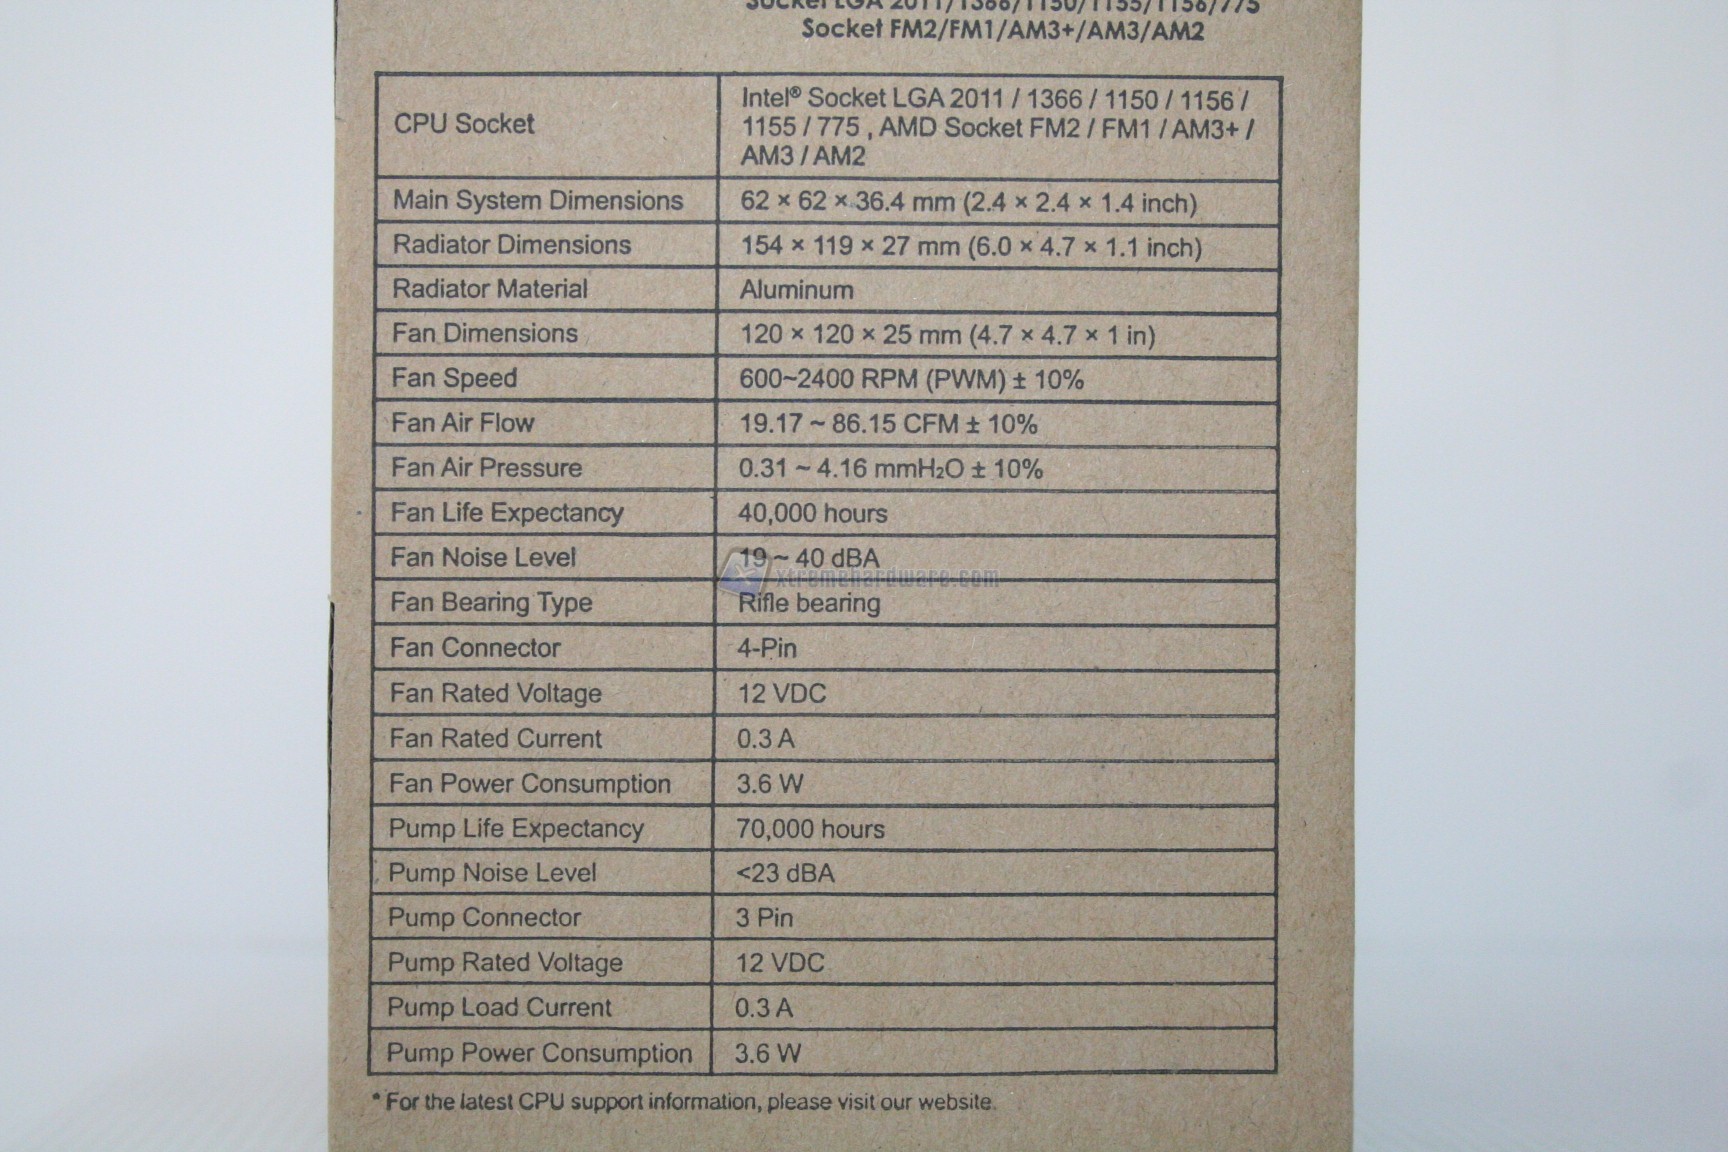 Socket LGA 2011/1366/1150/1155/1156/775
Socket FM2/FM1/AM3+/AM3/AM2
CPU Socket
Intel® Socket LGA 2011 / 1366 / 1150 / 1156 /
1155 / 775 , AMD Socket FM2 / FM1 / AM3+ /
AM3 / AM2
Main System Dimensions 62 × 62 × 36.4 mm (2.4 × 2.4 × 1.4 inch)
Radiator Dimensions 154 × 119 × 27 mm (6.0 × 4.7 × 1.1 inch)
Radiator Material Aluminum
Fan Dimensions 120 × 120 × 25 mm (4.7 × 4.7 × 1 in)
Fan Speed 600~2400 RPM (PWM) ± 10%
Fan Air Flow 19.17 ~ 86.15 CFM ± 10%
Fan Air Pressure 0.31 ~ 4.16 mmH₂O ± 10%
Fan Life Expectancy 40,000 hours
Fan Noise Level 19 ~ 40 dBA
xtremehardware.com
Fan Bearing Type Rifle bearing
Fan Connector 4-Pin
Fan Rated Voltage 12 VDC
Fan Rated Current 0.3 A
Fan Power Consumption 3.6 W
Pump Life Expectancy 70,000 hours
Pump Noise Level <23 dBA
Pump Connector 3 Pin
Pump Rated Voltage 12 VDC
Pump Load Current 0.3 A
Pump Power Consumption 3.6 W
* For the latest CPU support information, please visit our website.